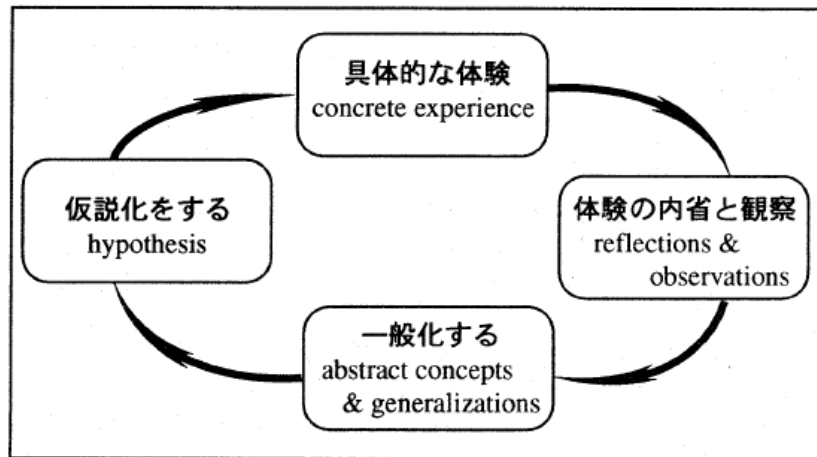 具体的な体験
concrete experience
体験の内省と観察
reflections &
observations
一般化する
abstract concepts
& generalizations
仮説化をする
hypothesis